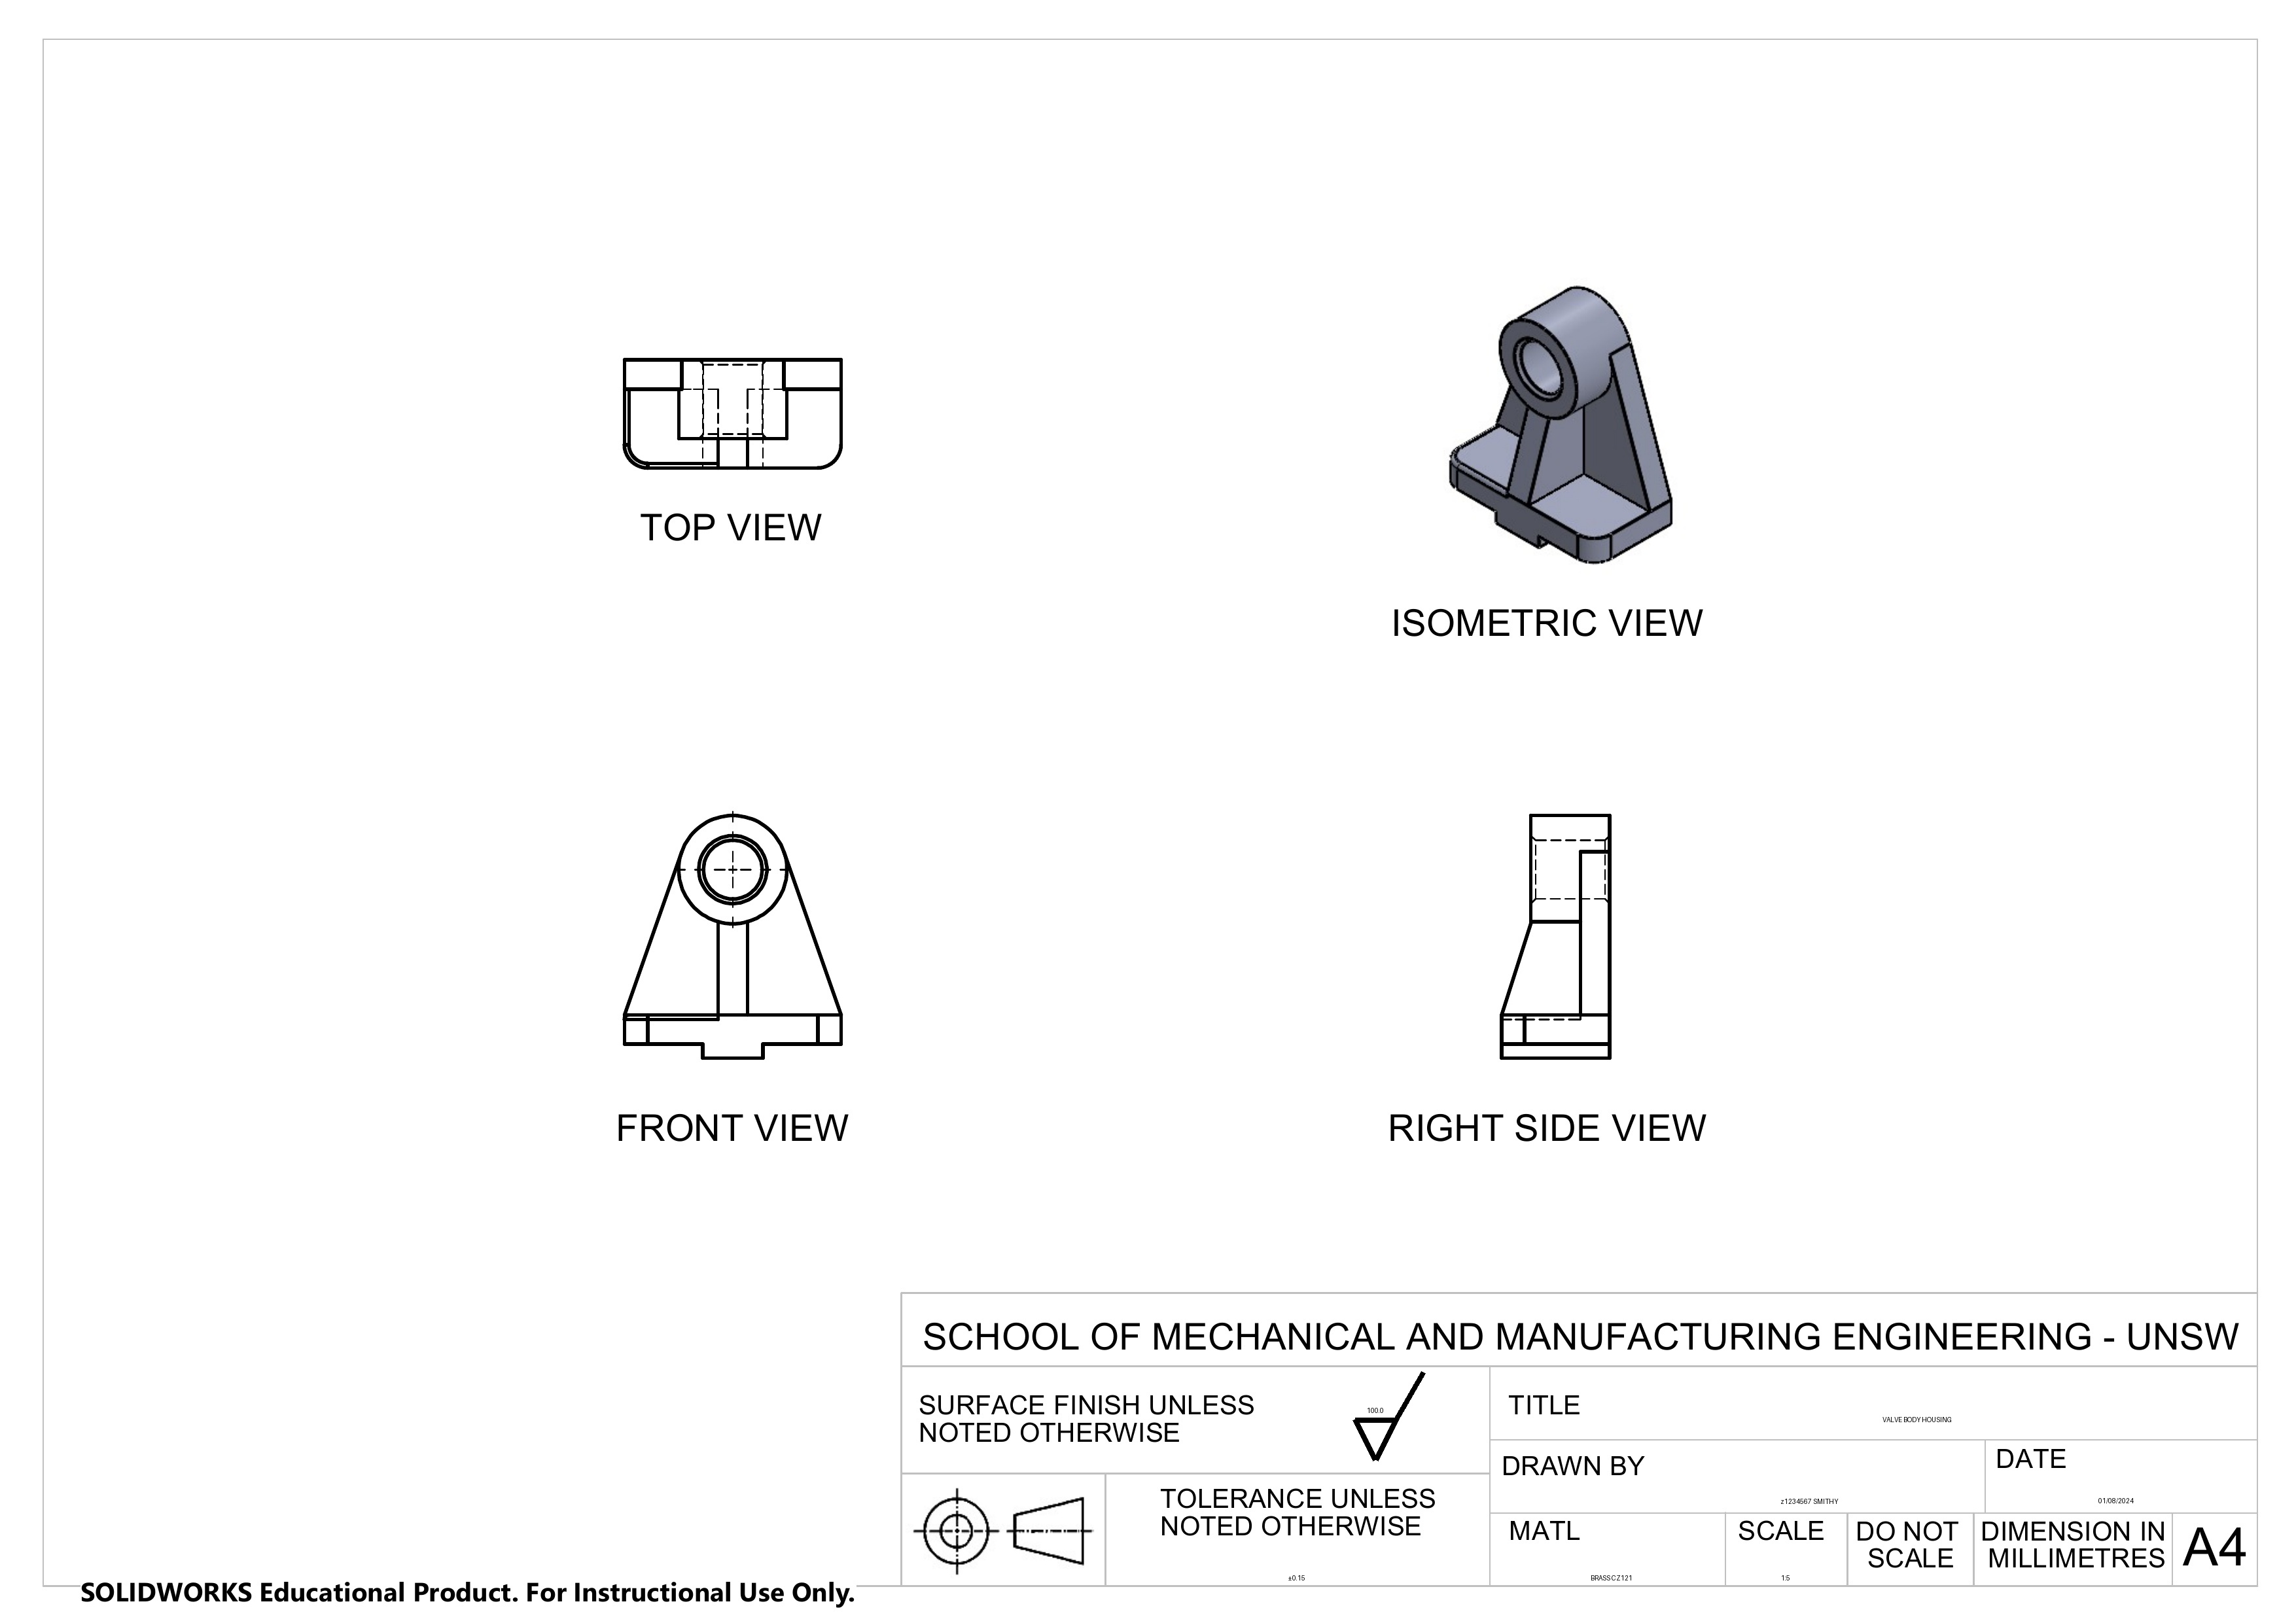 TOP VIEW
ISOMETRIC VIEW
FRONT VIEW
RIGHT SIDE VIEW
SCHOOL OF MECHANICAL AND MANUFACTURING ENGINEERING - UNSW
SURFACE FINISH UNLESS
NOTED OTHERWISE
100.0
TITLE
VALVE BODY HOUSING
DRAWN BY
z1234567 SMITHY
DATE
01/08/2024
TOLERANCE UNLESS
NOTED OTHERWISE
±0.15
MATL
BRASS CZ121
SCALE
1:5
DO NOT
SCALE
DIMENSION IN
MILLIMETRES
A4
SOLIDWORKS Educational Product. For Instructional Use Only.